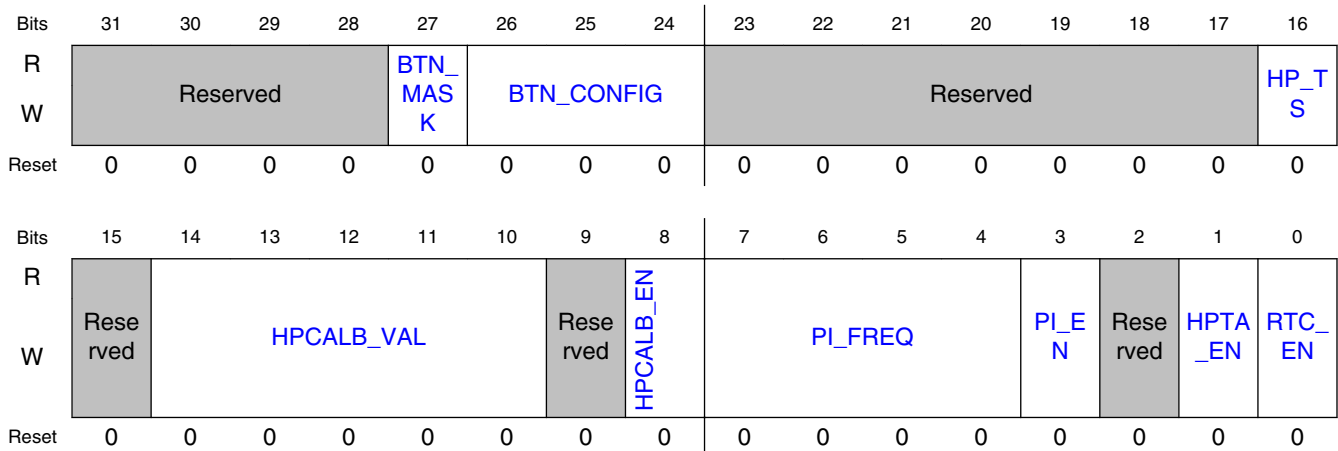 Bits 31 30 29 28 27 26 25 24 23 22 21 20 19 18 17 16
R
W
Reserved
BTN_
MAS
K
BTN_CONFIG
Reserved
HP_T
S
Reset 0 0 0 0 0 0 0 0 0 0 0 0 0 0 0 0
Bits 15 14 13 12 11 10 9 8 7 6 5 4 3 2 1 0
R
W
Rese
rved
HPCALB_VAL
Rese
rved
HPCALB_EN
PI_FREQ
PI_E
N
Rese
rved
HPTA
_EN
RTC_
EN
Reset 0 0 0 0 0 0 0 0 0 0 0 0 0 0 0 0